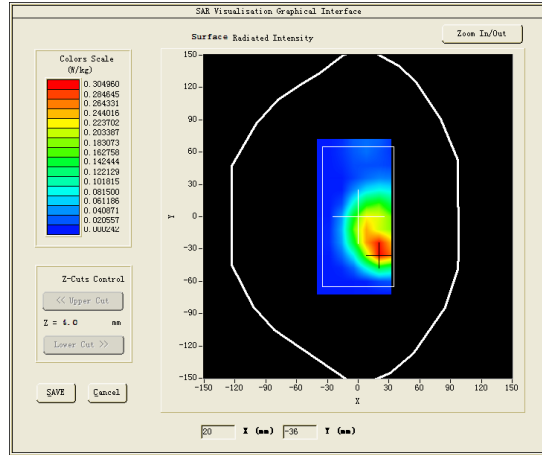 SAR Visualisation Graphical Interface
Surface Radiated Intensity
Zoom In/Out
Colors Scale
(W/kg)
0.304960
0.284645
0.264331
0.244016
0.223702
0.203387
0.183073
0.162758
0.142444
0.122129
0.101815
0.081500
0.061186
0.040871
0.020557
0.000242
Z-Cuts Control
<< Upper Cut
Z = 4.0 mm
Lower Cut >>
SAVE
Cancel
150
120
90
60
30
0
-30
-60
-90
-120
-150
Y
-150 -120 -90 -60 -30 0 30 60 90 120 150
X
20 X (mm) -36 Y (mm)